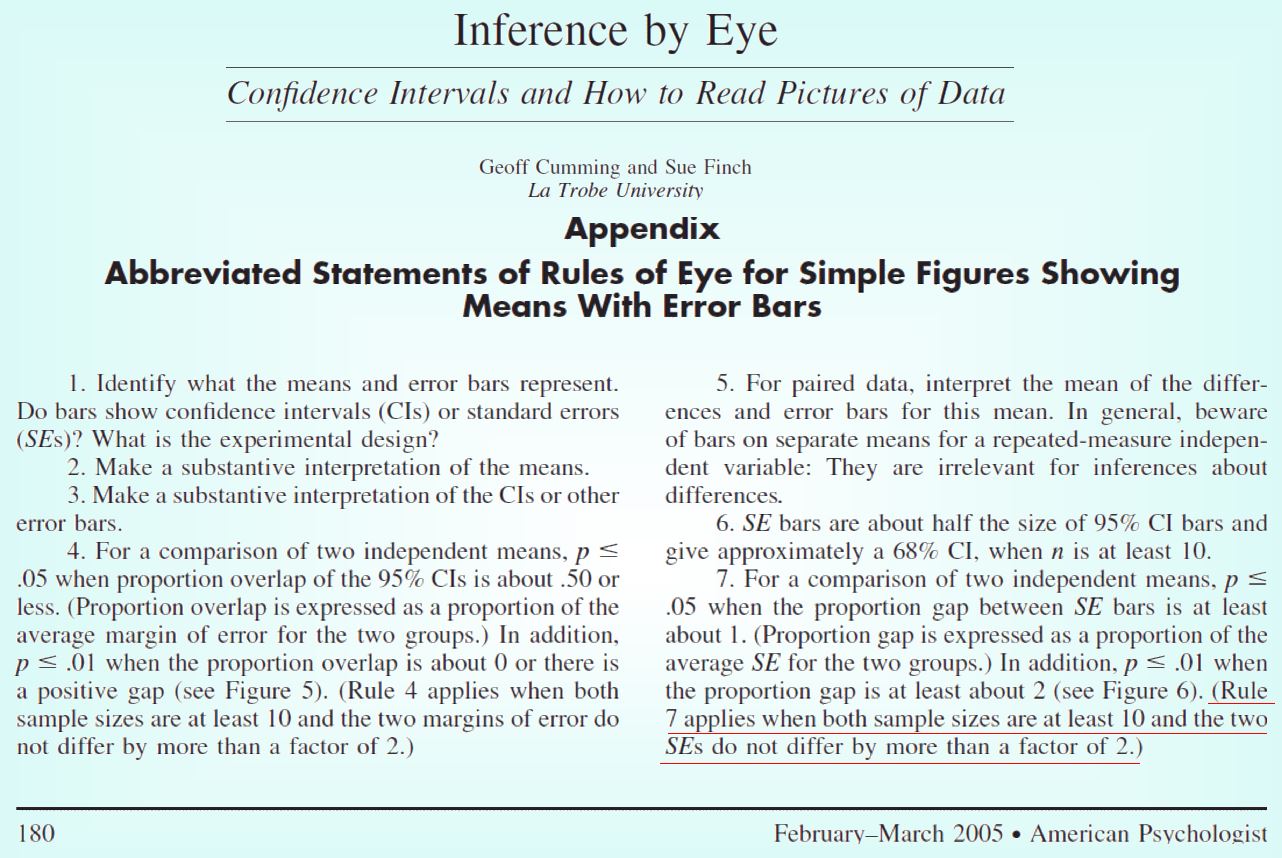 Inference by Eye
Confidence Intervals and How to Read Pictures of Data
Geoff Cumming and Sue Finch
La Trobe University
Appendix
Abbreviated Statements of Rules of Eye for Simple Figures Showing
Means With Error Bars
1. Identify what the means and error bars represent.
Do bars show confidence intervals (CIs) or standard errors
(SEs)? What is the experimental design?
2. Make a substantive interpretation of the means.
3. Make a substantive interpretation of the CIs or other
error bars.
4. For a comparison of two independent means, p ≤
.05 when proportion overlap of the 95% CIs is about .50 or
less. (Proportion overlap is expressed as a proportion of the
average margin of error for the two groups.) In addition,
p ≤ .01 when the proportion overlap is about 0 or there is
a positive gap (see Figure 5). (Rule 4 applies when both
sample sizes are at least 10 and the two margins of error do
not differ by more than a factor of 2.)
5. For paired data, interpret the mean of the differ-
ences and error bars for this mean. In general, beware
of bars on separate means for a repeated-measure indepen-
dent variable: They are irrelevant for inferences about
differences.
6. SE bars are about half the size of 95% CI bars and
give approximately a 68% CI, when n is at least 10.
7. For a comparison of two independent means, p ≤
.05 when the proportion gap between SE bars is at least
about 1. (Proportion gap is expressed as a proportion of the
average SE for the two groups.) In addition, p ≤ .01 when
the proportion gap is at least about 2 (see Figure 6). (Rule
7 applies when both sample sizes are at least 10 and the two
SEs do not differ by more than a factor of 2.)
180
February–March 2005 • American Psychologist